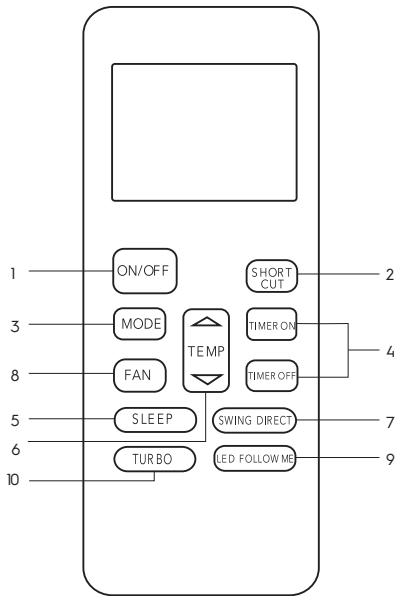 1
ON/OFF
SHORT
CUT
2
3
MODE
TEMP
TIMER ON
4
8
FAN
TIMER OFF
5
SLEEP
SWING DIRECT
7
6
10
TURBO
LED FOLLOW ME
9